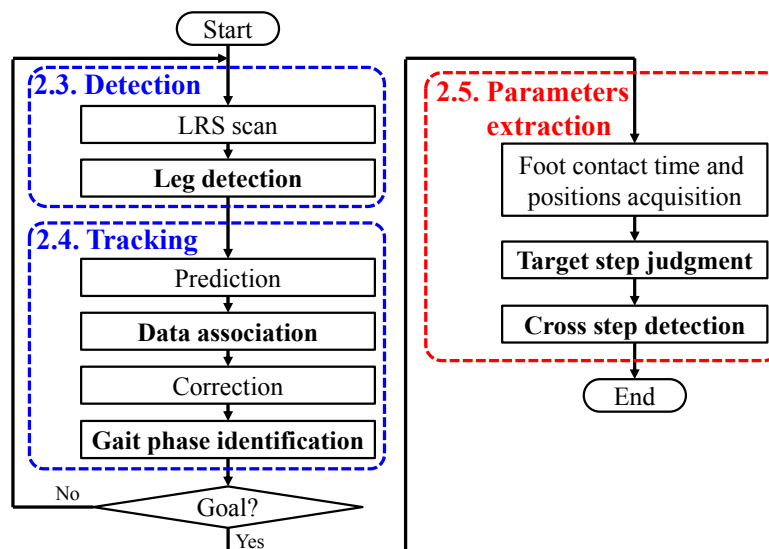 Start
2.3. Detection
LRS scan
Leg detection
2.4. Tracking
Prediction
Data association
Correction
Gait phase identification
Goal?
No
Yes
2.5. Parameters
extraction
Foot contact time and
positions acquisition
Target step judgment
Cross step detection
End